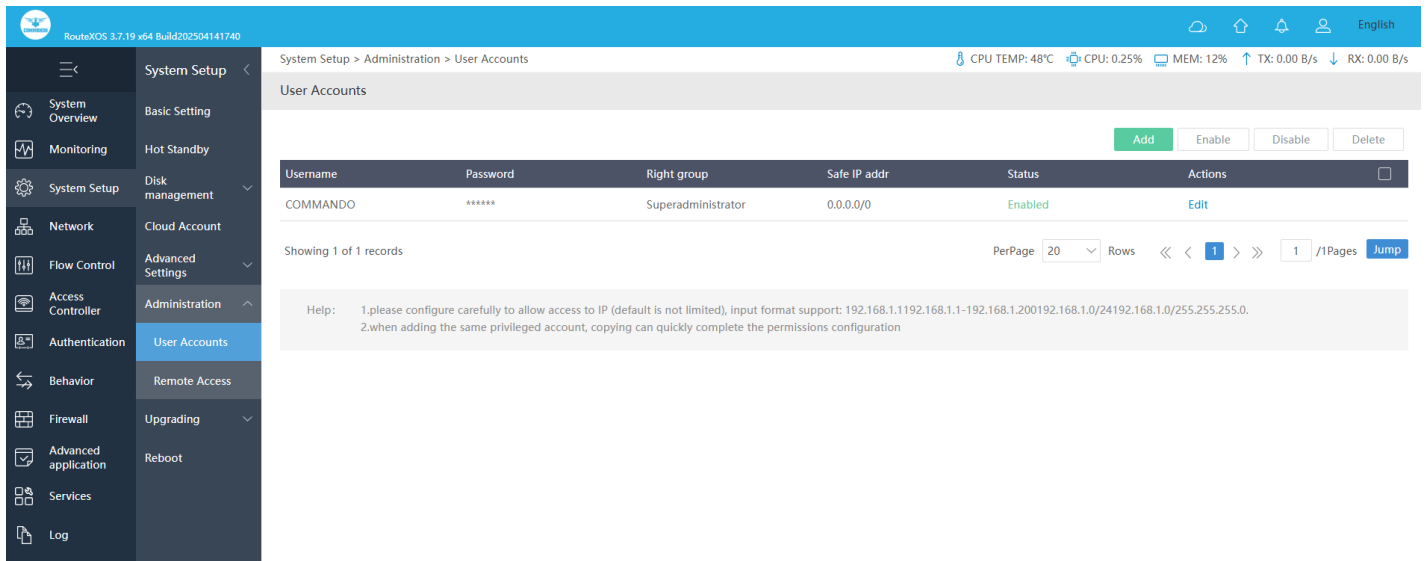 RouteXOS 3.7.19 x64 Build202504141740
English
System Setup
System Setup > Administration > User Accounts
CPU TEMP: 48℃ CPU: 0.25% MEM: 12% TX: 0.00 B/s RX: 0.00 B/s
User Accounts
System
Overview
Monitoring
System Setup
Network
Flow Control
Access
Controller
Authentication
Behavior
Firewall
Advanced
application
Services
Log
Basic Setting
Hot Standby
Disk
management
Cloud Account
Advanced
Settings
Administration
User Accounts
Remote Access
Upgrading
Reboot
Add Enable Disable Delete
Username Password Right group Safe IP addr Status Actions
COMMANDO ****** Superadministrator 0.0.0.0/0 Enabled Edit
Showing 1 of 1 records
PerPage 20 Rows 1 1 /1Pages Jump
Help: 1.please configure carefully to allow access to IP (default is not limited), input format support: 192.168.1.1192.168.1.1-192.168.1.200192.168.1.0/24192.168.1.0/255.255.255.0.
2.when adding the same privileged account, copying can quickly complete the permissions configuration